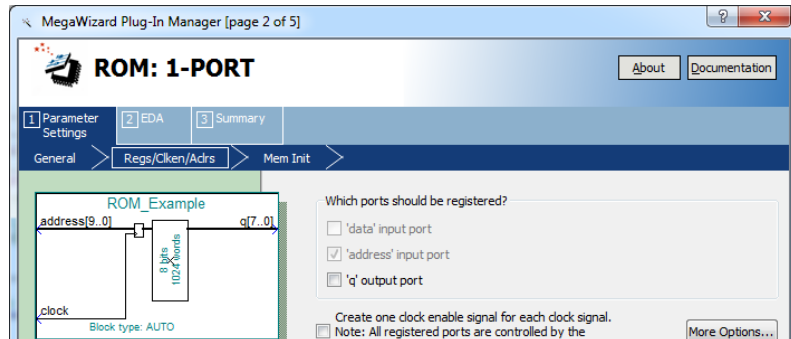 MegaWizard Plug-In Manager [page 2 of 5]
? X
ROM: 1-PORT
About Documentation
1 Parameter Settings 2 EDA 3 Summary
General Regs/Clken/Adrs Mem Init
ROM_Example
address[9..0] q[7..0]
8 bits
1024 words
clock
Block type: AUTO
Which ports should be registered?
'data' input port
'address' input port
'q' output port
Create one clock enable signal for each clock signal.
Note: All registered ports are controlled by the
More Options...